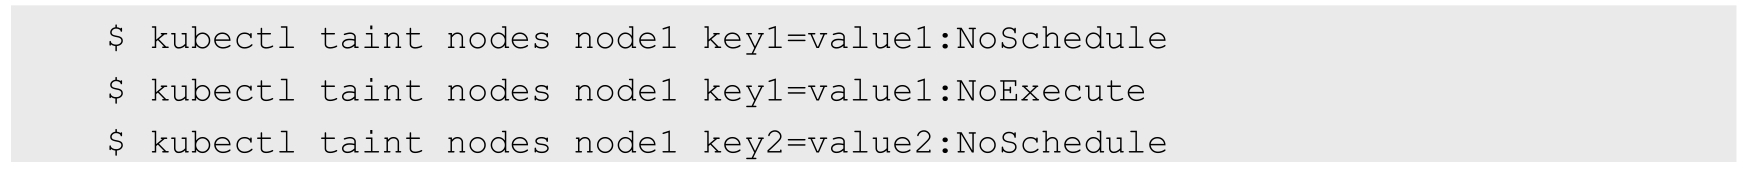 $ kubectl taint nodes node1 key1=value1:NoSchedule
$ kubectl taint nodes node1 key1=value1:NoExecute
$ kubectl taint nodes node1 key2=value2:NoSchedule